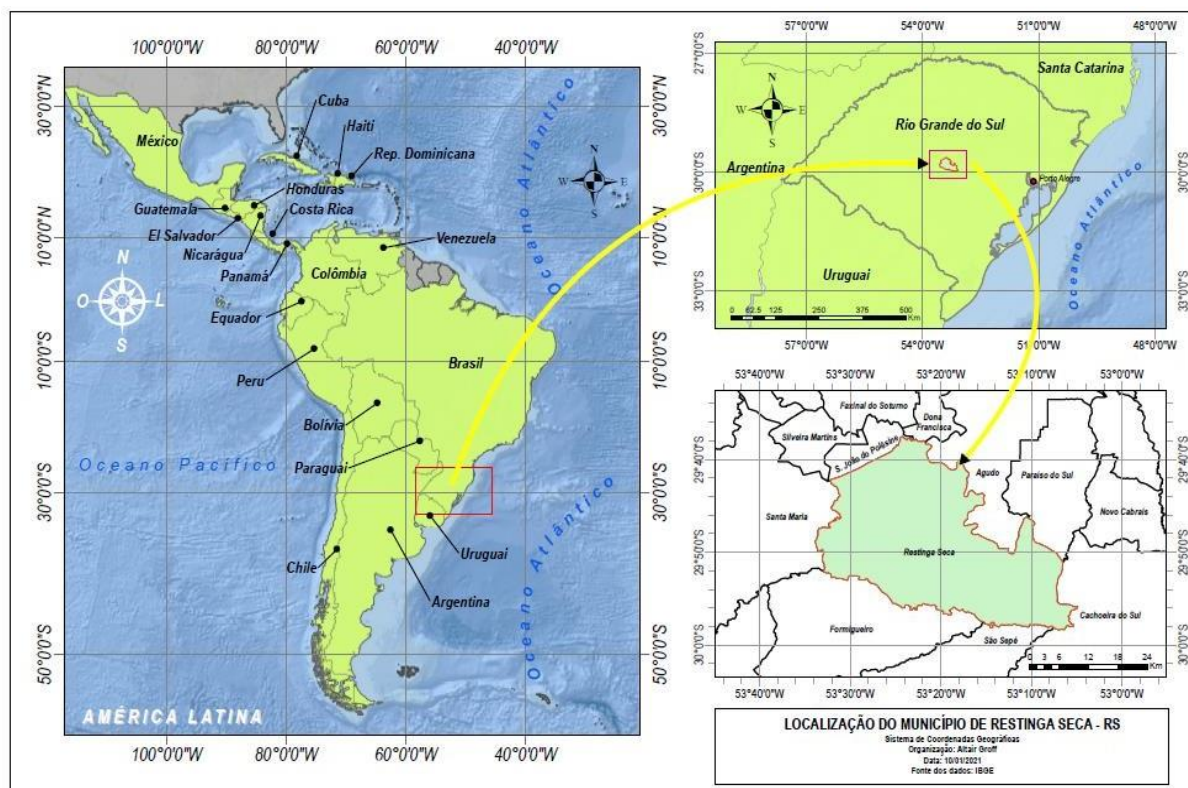 100°0'0"W 80°0'0"W 60°0'0"W 40°0'0"W
30°0'0"N
10°0'0"N
10°0'0"S
30°0'0"S
50°0'0"S
30°0'0"N
10°0'0"N
10°0'0"S
30°0'0"S
50°0'0"S
México
Cuba
Haiti
Rep. Dominicana
Honduras
Guatemala
Costa Rica
El Salvador
Nicarágua
Panamá
Venezuela
Colômbia
Equador
Brasil
Peru
Bolívia
Paraguai
Uruguai
Chile
Argentina
Oceano Pacífico
Oceano Atlântico
Oceano Atlântico
N
O L
S
N
W E
S
AMÉRICA LATINA
100°0'0"W 80°0'0"W 60°0'0"W 40°0'0"W
57°0'0"W 54°0'0"W 51°0'0"W 48°0'0"W
27°0'0"S
30°0'0"S
33°0'0"S
27°0'0"S
30°0'0"S
33°0'0"S
N
W E
S
Santa Catarina
Rio Grande do Sul
Argentina
Porto Alegre
Uruguai
Oceano Atlântico
0 62.5 125 250 375 500
Km
57°0'0"W 54°0'0"W 51°0'0"W 48°0'0"W
53°40'0"W 53°30'0"W 53°20'0"W 53°10'0"W 53°0'0"W
29°40'0"S
29°50'0"S
30°0'0"S
29°40'0"S
29°50'0"S
30°0'0"S
Faxinal do Soturno
Dona
Francisca
Silveira Martins
S. João do Polêsine
Agudo
Paraíso do Sul
Novo Cabrais
Santa Maria
Restinga Seca
Cachoeira do Sul
Formigueiro
São Sepé
0 3 6 12 18 24
Km
53°40'0"W 53°30'0"W 53°20'0"W 53°10'0"W 53°0'0"W
LOCALIZAÇÃO DO MUNICÍPIO DE RESTINGA SECA - RS
Sistema de Coordenadas Geográficas
Organização: Altair Groff
Data: 10/01/2021
Fonte dos dados: IBGE